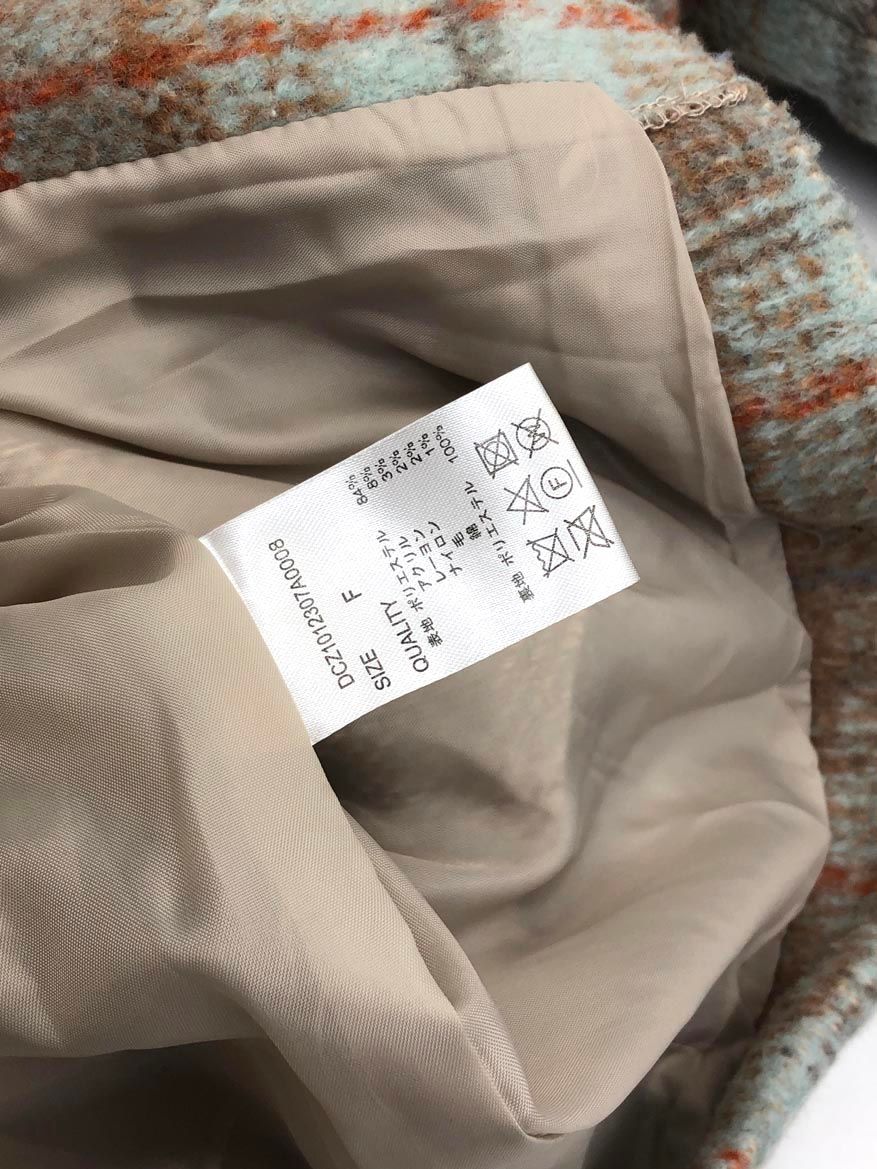 DCZ1012307A0008
SIZE F
QUALITY
表地 ポリエステル 84%
アクリル 8%
レーヨン 3%
ナイロン 2%
毛 2%
綿 1%
裏地 ポリエステル 100%
F
W